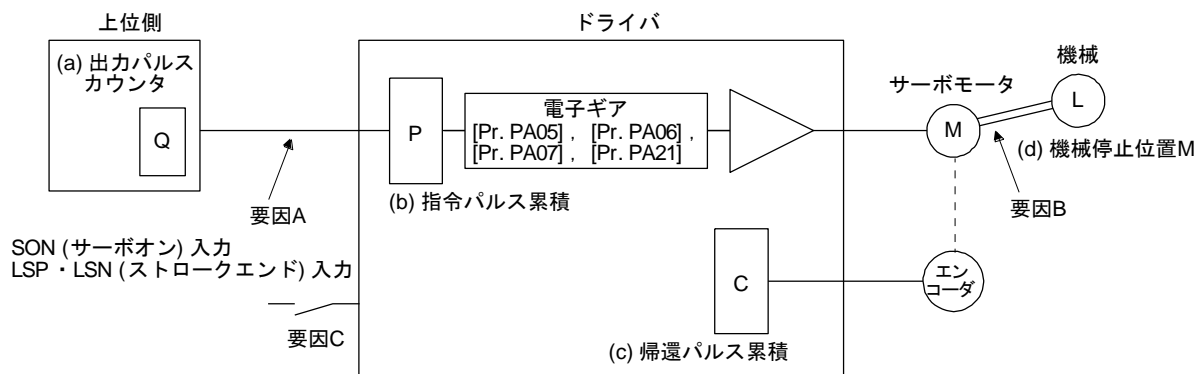 上位側
ドライバ
(a) 出力パルス
カウンタ
Q
P
電子ギア
[Pr. PA05] , [Pr. PA06] ,
[Pr. PA07] , [Pr. PA21]
サーボモータ
機械
M
L
(d) 機械停止位置M
要因A
(b) 指令パルス累積
要因B
SON (サーボオン) 入力
LSP・LSN (ストロークエンド) 入力
要因C
C
エン
コーダ
(c) 帰還パルス累積